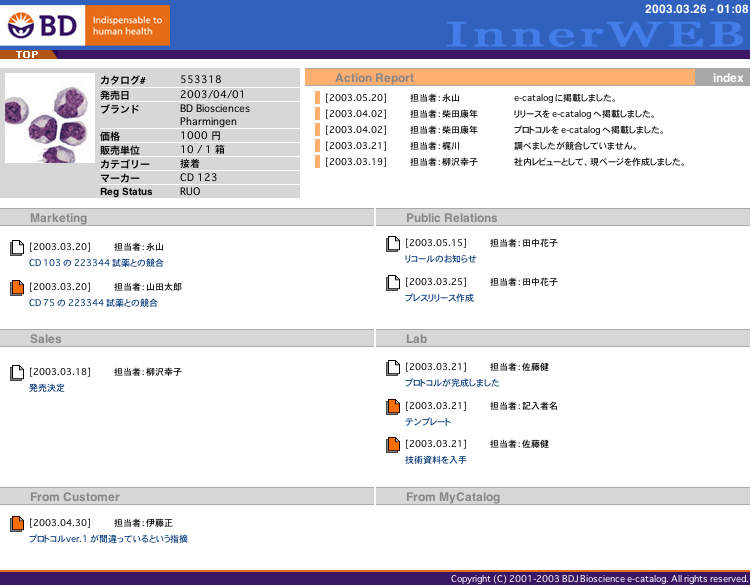 2003.03.26 - 01:08
BD
Indispensable to
human health
InnerWEB
TOP
カタログ# 553318
発売日 2003/04/01
ブランド BD Biosciences
Pharmingen
価格 1000 円
販売単位 10 / 1 箱
カテゴリー 接着
マーカー CD 123
Reg Status RUO
Action Report index
[2003.05.20] 担当者:永山 e-catalogに掲載しました。
[2003.04.02] 担当者:柴田康年 リリースを e-catalog へ掲載しました。
[2003.04.02] 担当者:柴田康年 プロトコルを e-catalog へ掲載しました。
[2003.03.21] 担当者:梶川 調べましたが競合していません。
[2003.03.19] 担当者:柳沢幸子 社内レビューとして、現ページを作成しました。
Marketing
[2003.03.20] 担当者:永山
CD 103 の 223344 試薬との競合
[2003.03.20] 担当者:山田太郎
CD 75 の 223344 試薬との競合
Public Relations
[2003.05.15] 担当者:田中花子
リコールのお知らせ
[2003.03.25] 担当者:田中花子
プレスリリース作成
Sales
[2003.03.18] 担当者:柳沢幸子
発売決定
Lab
[2003.03.21] 担当者:佐藤健
プロトコルが完成しました
[2003.03.21] 担当者:記入者名
テンプレート
[2003.03.21] 担当者:佐藤健
技術資料を入手
From Customer
[2003.04.30] 担当者:伊藤正
プロトコルver.1 が間違っているという指摘
From MyCatalog
Copyright (C) 2001-2003 BDJ Bioscience e-catalog. All rights reserved.